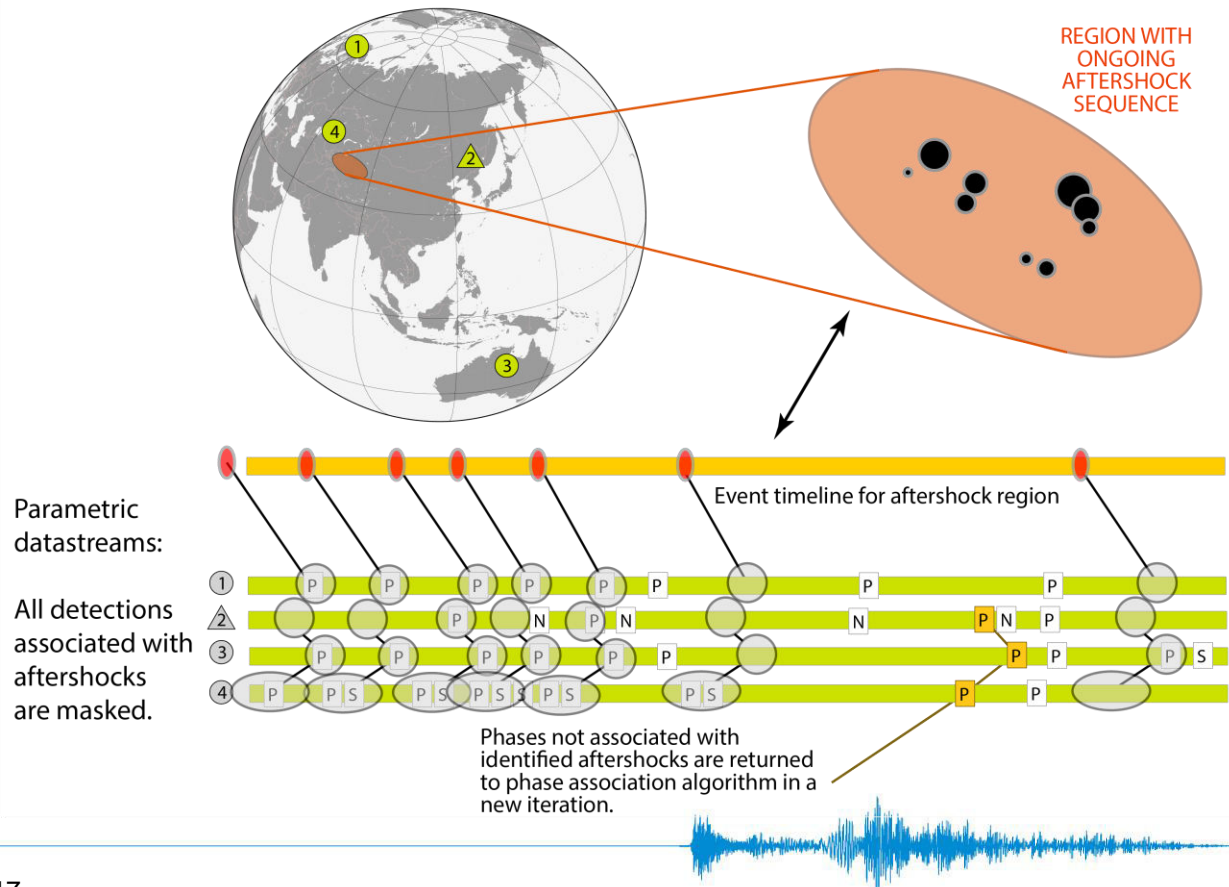 1
REGION WITH
ONGOING
AFTERSHOCK
SEQUENCE
4
2
3
Event timeline for aftershock region
Parametric
datastreams:
All detections
associated with
aftershocks
are masked.
1 P P P P P P P P
2 P N P N N P N P
3 P P P P P P P P P S
4 P P S P S P S S P S P S P P
Phases not associated with
identified aftershocks are returned
to phase association algorithm in a
new iteration.